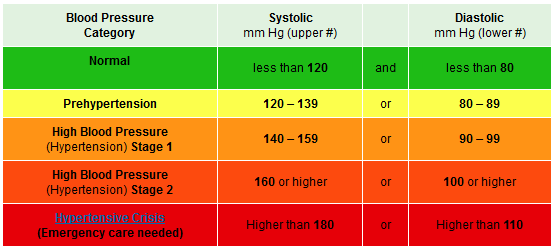 Blood Pressure Category Systolic mm Hg (upper #) Diastolic mm Hg (lower #)
Normal less than 120 and less than 80
Prehypertension 120 – 139 or 80 – 89
High Blood Pressure (Hypertension) Stage 1 140 – 159 or 90 – 99
High Blood Pressure (Hypertension) Stage 2 160 or higher or 100 or higher
Hypertensive Crisis (Emergency care needed) Higher than 180 or Higher than 110